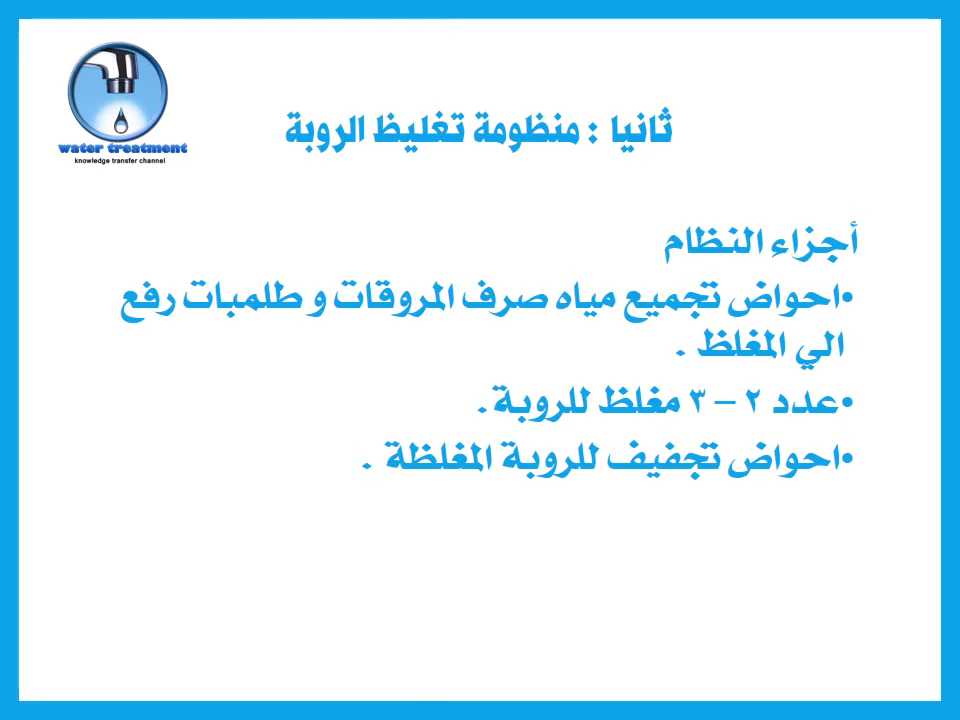 water treatment
knowledge transfer channel
ثانيا : منظومة تغليظ الروبة
أجزاء النظام
•احواض تجميع مياه صرف المروقات و طلمبات رفع
الي المغلظ .
•عدد ٢ – ٣ مغلظ للروبة.
•احواض تجفيف للروبة المغلظة .